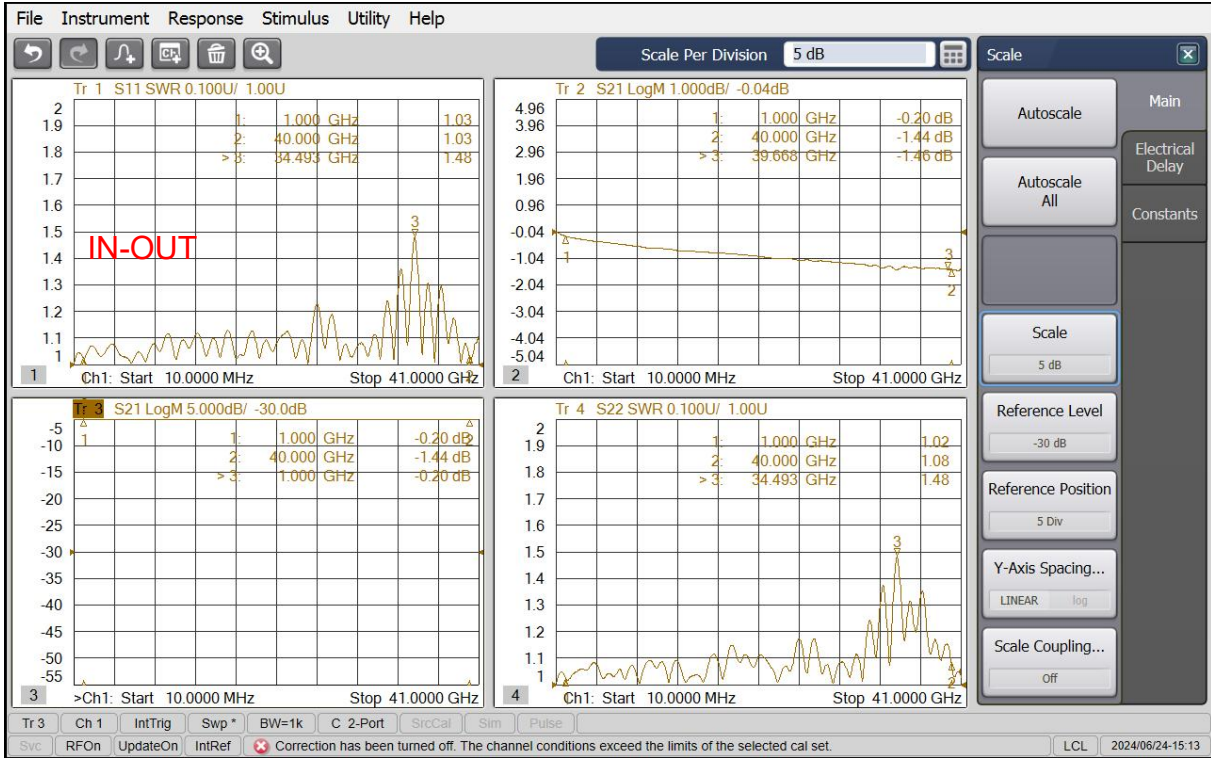 File Instrument Response Stimulus Utility Help
Scale Per Division 5 dB
Scale
Main
Electrical Delay
Constants
Autoscale
Autoscale All
Scale
5 dB
Reference Level
-30 dB
Reference Position
5 Div
Y-Axis Spacing...
LINEAR log
Scale Coupling...
Off
Tr 1 S11 SWR 0.100U/ 1.00U
2
1.9
1.8
1.7
1.6
1.5
1.4
1.3
1.2
1.1
1
1: 1.000 GHz 1.03
2: 40.000 GHz 1.03
> 3: 34.493 GHz 1.48
3
IN-OUT
1 Ch1: Start 10.0000 MHz Stop 41.0000 GHz
Tr 2 S21 LogM 1.000dB/ -0.04dB
4.96
3.96
2.96
1.96
0.96
-0.04
-1.04
-2.04
-3.04
-4.04
-5.04
1: 1.000 GHz -0.20 dB
2: 40.000 GHz -1.44 dB
> 3: 39.668 GHz -1.46 dB
1
3
2
2 Ch1: Start 10.0000 MHz Stop 41.0000 GHz
Tr 3 S21 LogM 5.000dB/ -30.0dB
-5
-10
-15
-20
-25
-30
-35
-40
-45
-50
-55
1
2
1: 1.000 GHz -0.20 dB
2: 40.000 GHz -1.44 dB
> 3: 1.000 GHz -0.20 dB
3 >Ch1: Start 10.0000 MHz Stop 41.0000 GHz
Tr 4 S22 SWR 0.100U/ 1.00U
2
1.9
1.8
1.7
1.6
1.5
1.4
1.3
1.2
1.1
1
1: 1.000 GHz 1.02
2: 40.000 GHz 1.08
> 3: 34.493 GHz 1.48
3
2
4 Ch1: Start 10.0000 MHz Stop 41.0000 GHz
Tr 3 Ch 1 IntTrig Swp * BW=1k C 2-Port SrcCal Sim Pulse
Svc RFOn UpdateOn IntRef Correction has been turned off. The channel conditions exceed the limits of the selected cal set. LCL 2024/06/24-15:13